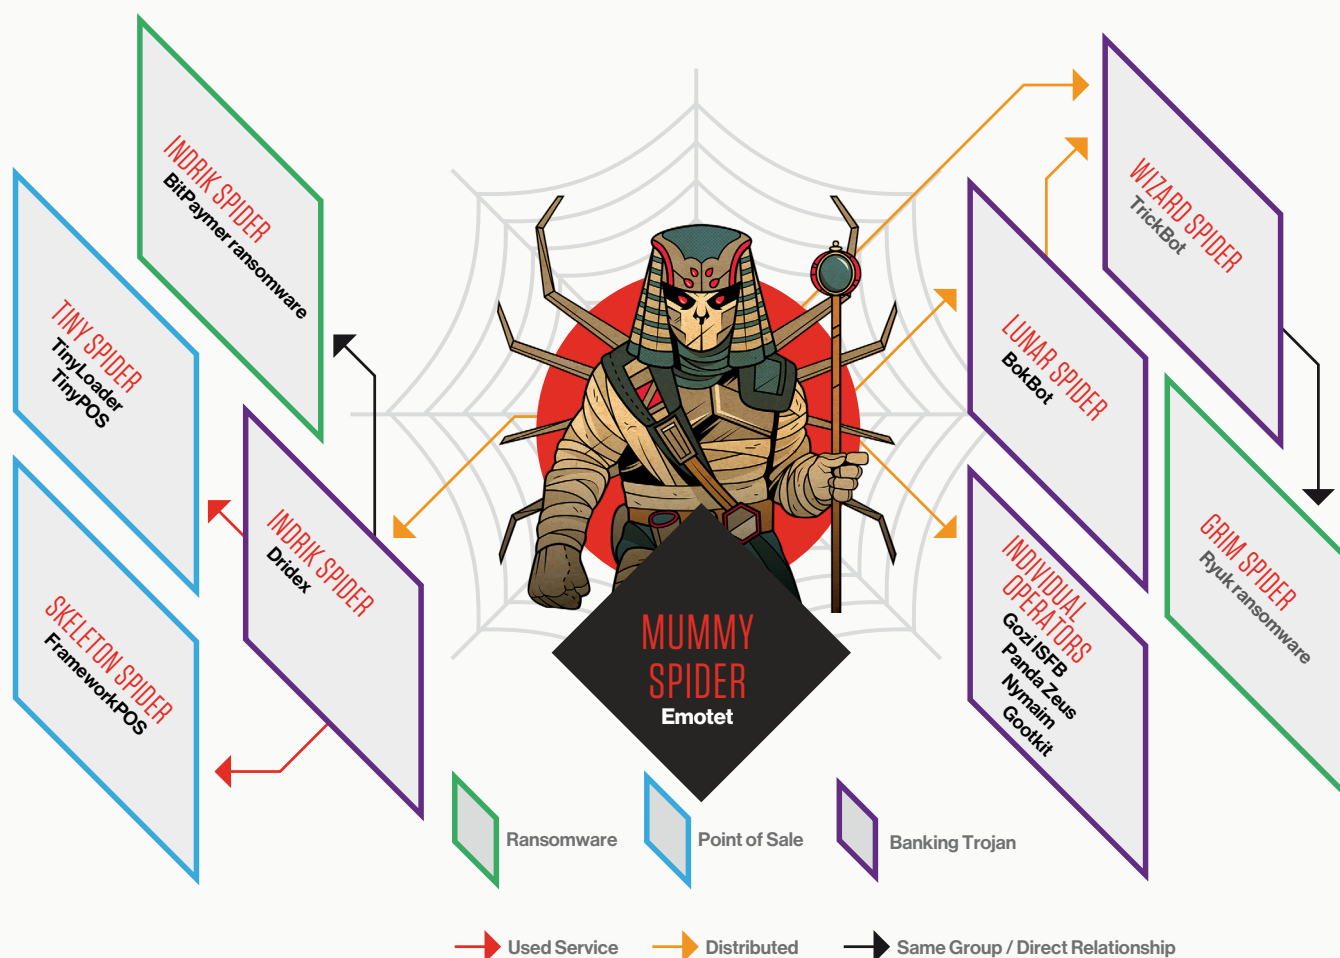 INDRIK SPIDER
BitPaymer ransomware
TINY SPIDER
TinyLoader
TinyPOS
INDRIK SPIDER
Dridex
SKELETON SPIDER
FrameworkPOS
MUMMY
SPIDER
Emotet
WIZARD SPIDER
TrickBot
LUNAR SPIDER
BokBot
GRIM SPIDER
Ryuk ransomware
INDIVIDUAL
OPERATORS
Gozi ISFB
Panda Zeus
Nymaim
Gootkit
Ransomware
Point of Sale
Banking Trojan
Used Service
Distributed
Same Group / Direct Relationship